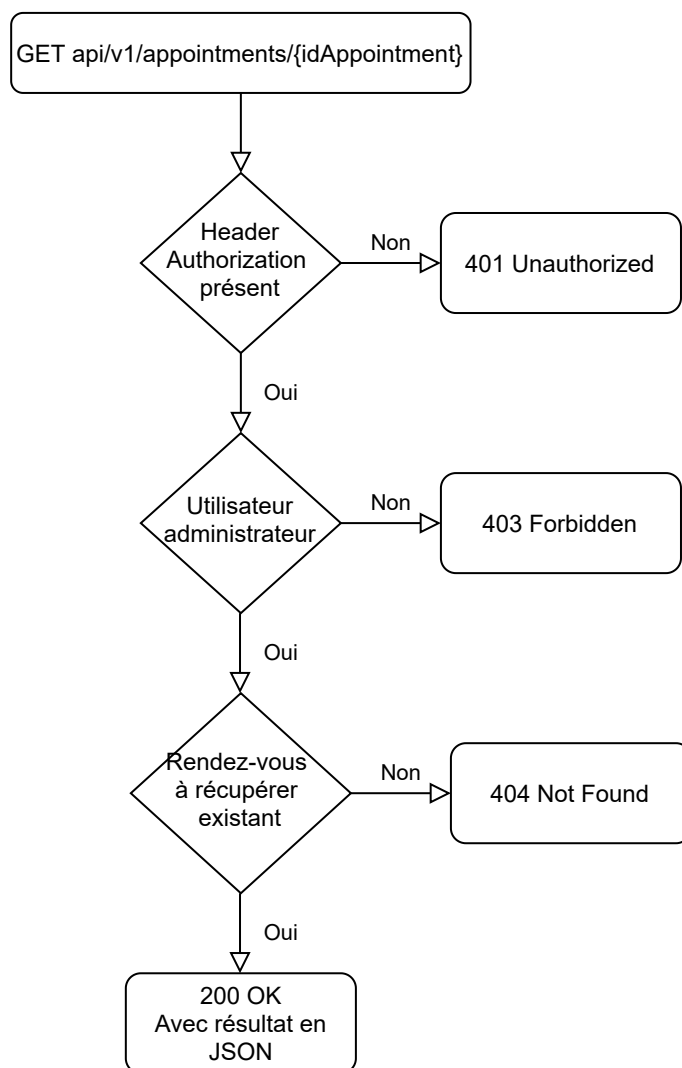 GET api/v1/appointments/{idAppointment}
Header
Authorization
présent
Non
401 Unauthorized
Oui
Utilisateur
administrateur
Non
403 Forbidden
Oui
Rendez-vous
à récupérer
existant
Non
404 Not Found
Oui
200 OK
Avec résultat en
JSON